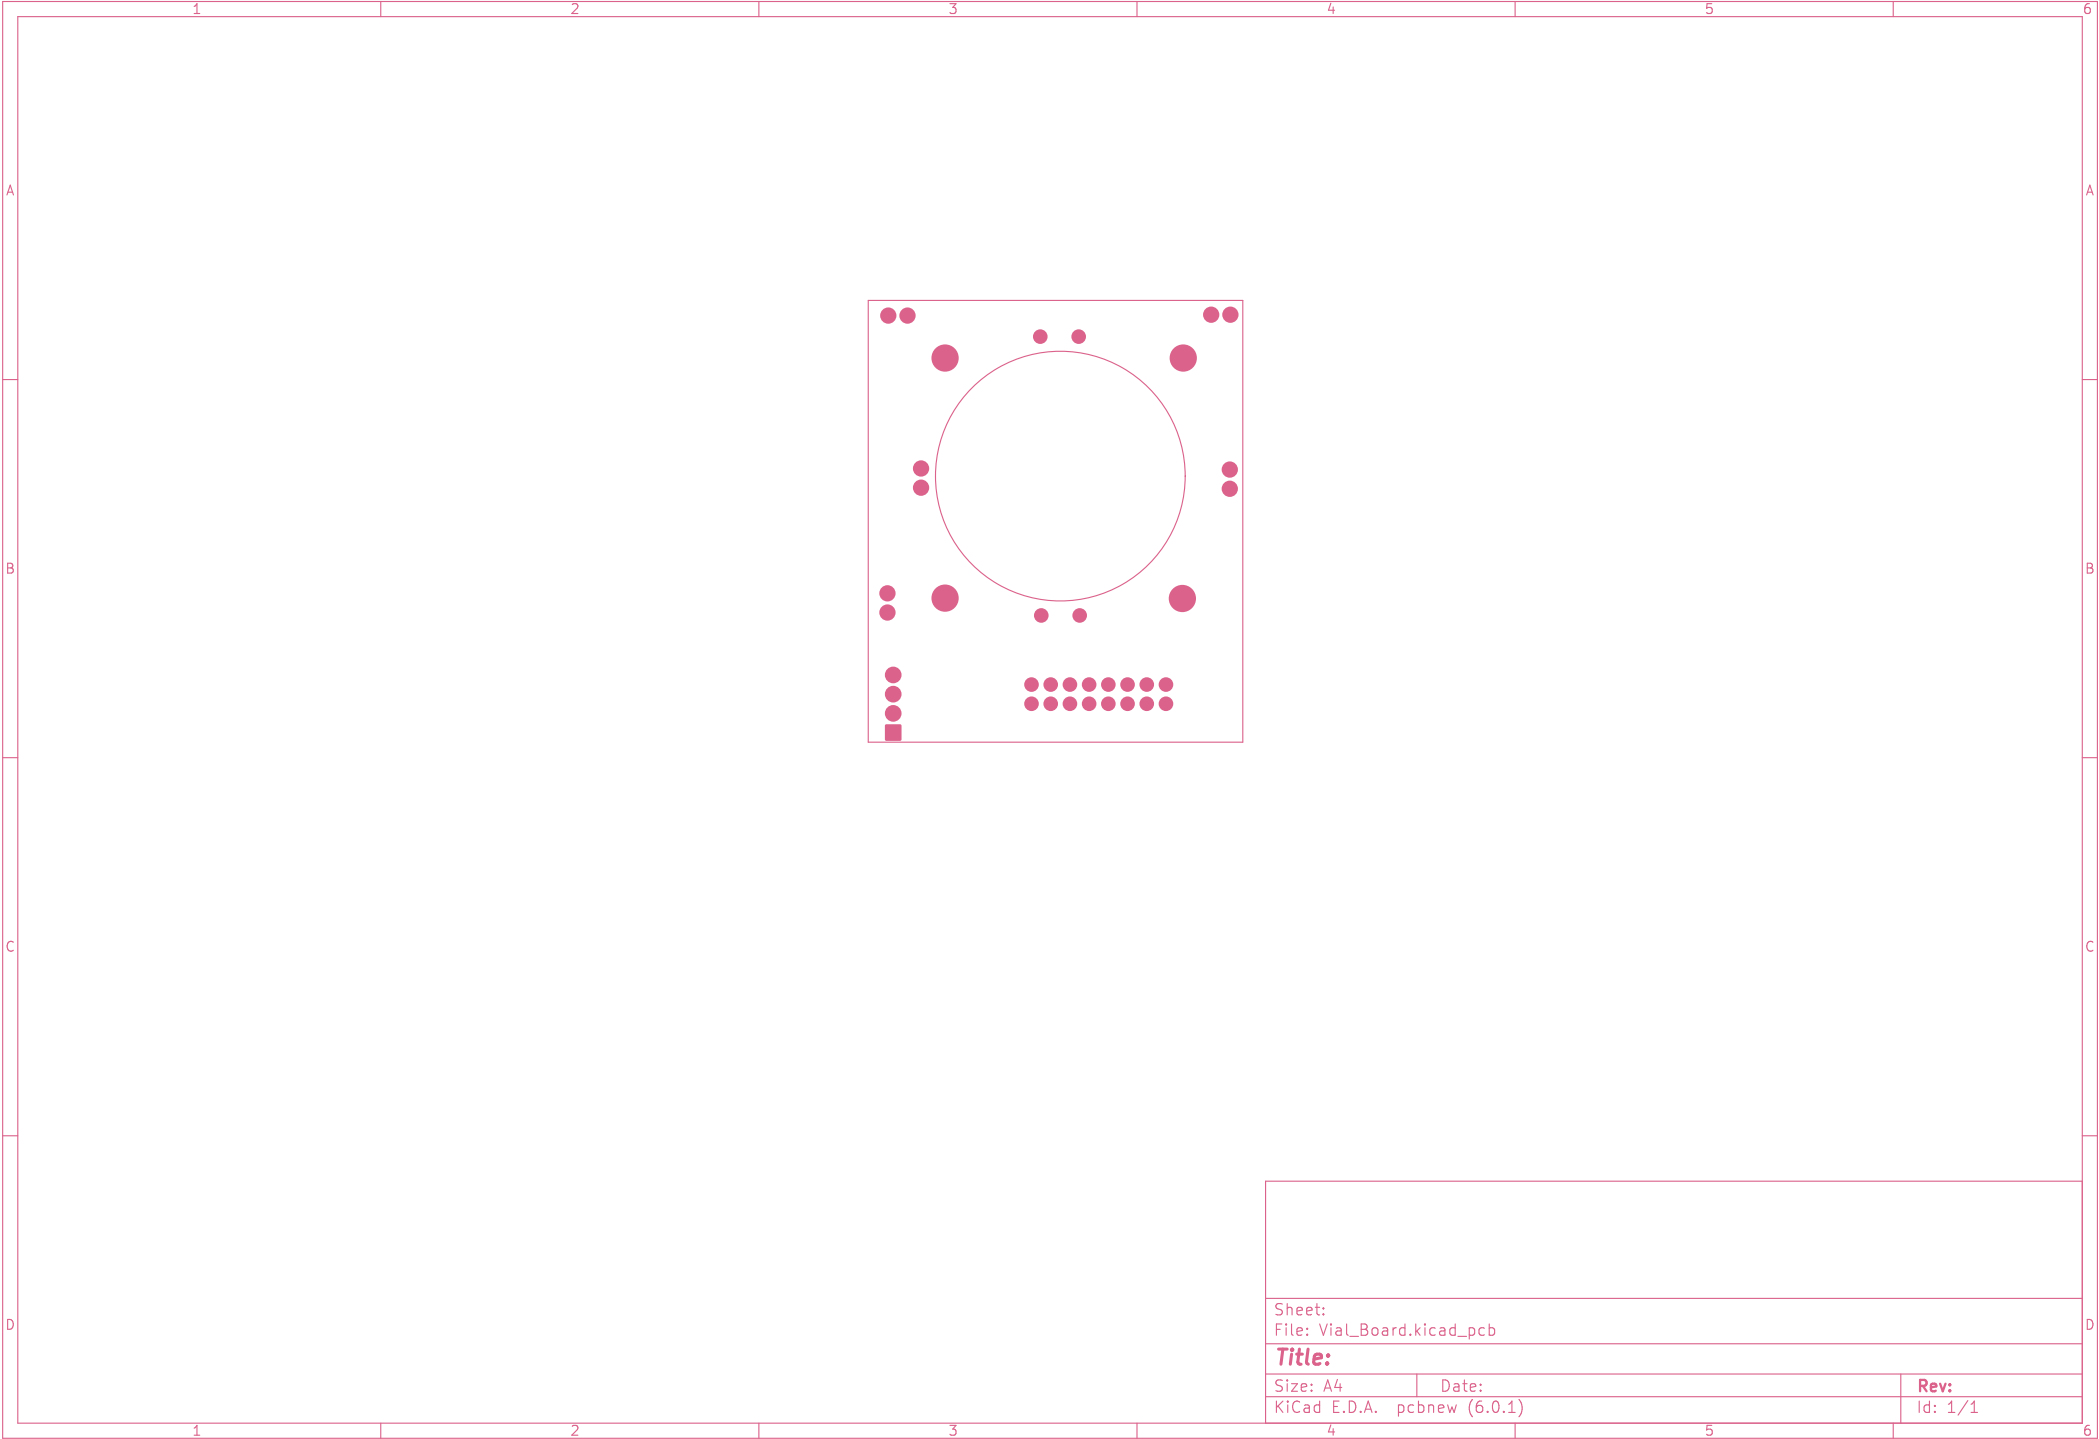 1 2 3 4 5 6
A A
B B
C C
Sheet:
File: Vial_Board.kicad_pcb
D D
Title:
Size: A4 Date: Rev:
KiCad E.D.A. pcbnew (6.0.1) Id: 1/1
1 2 3 4 5 6